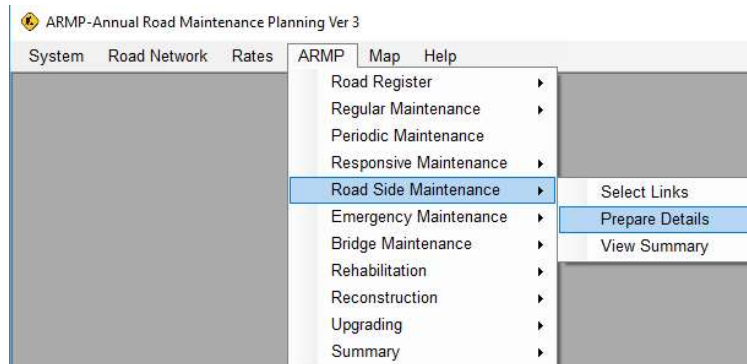 ARMP-Annual Road Maintenance Planning Ver 3
System Road Network Rates ARMP Map Help
Road Register
Regular Maintenance
Periodic Maintenance
Responsive Maintenance
Road Side Maintenance
Select Links
Prepare Details
View Summary
Emergency Maintenance
Bridge Maintenance
Rehabilitation
Reconstruction
Upgrading
Summary